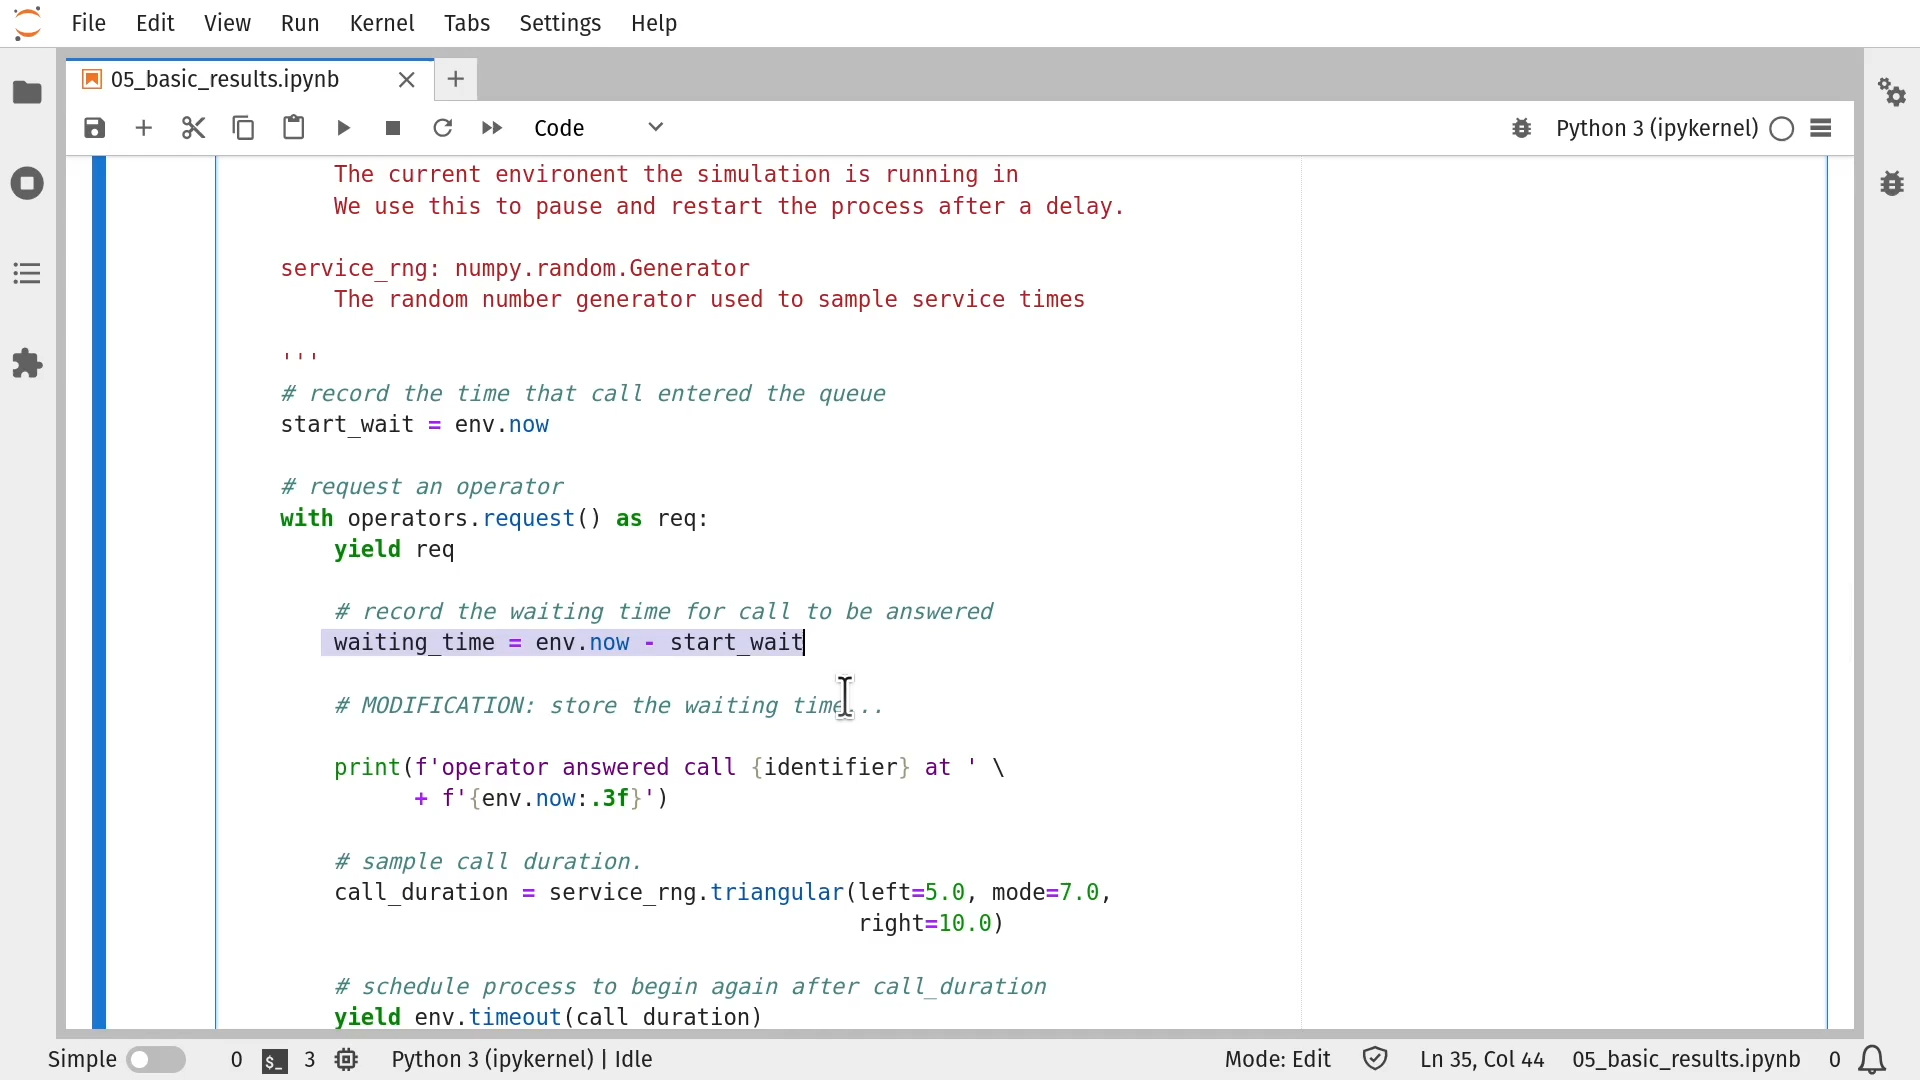 File Edit View Run Kernel Tabs Settings Help
05_basic_results.ipynb
Code
Python 3 (ipykernel)
The current environent the simulation is running in
We use this to pause and restart the process after a delay.
service_rng: numpy.random.Generator
The random number generator used to sample service times
'''
# record the time that call entered the queue
start_wait = env.now
# request an operator
with operators.request() as req:
yield req
# record the waiting time for call to be answered
waiting_time = env.now - start_wait
# MODIFICATION: store the waiting time...
print(f'operator answered call {identifier} at ' \
+ f'{env.now:.3f}')
# sample call duration.
call_duration = service_rng.triangular(left=5.0, mode=7.0,
right=10.0)
# schedule process to begin again after call_duration
yield env.timeout(call_duration)
Simple 0 $_ 3 Python 3 (ipykernel) | Idle Mode: Edit Ln 35, Col 44 05_basic_results.ipynb 0